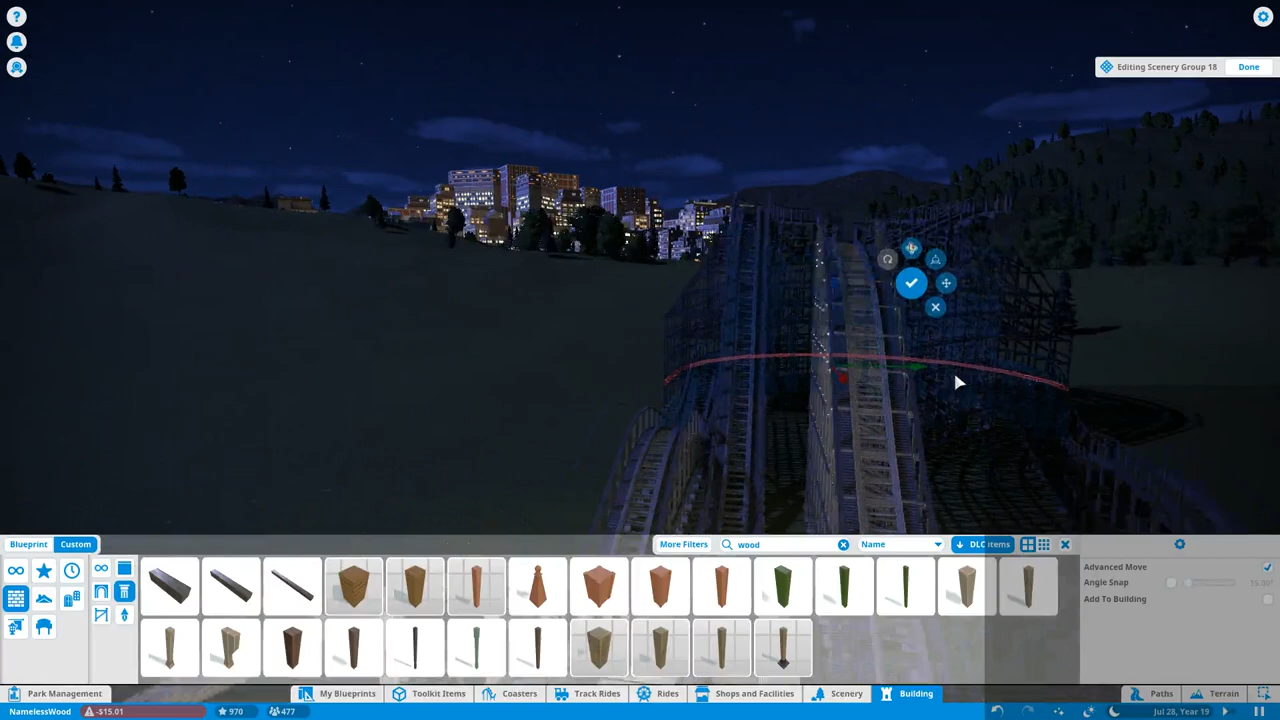 ?
Editing Scenery Group 18 Done
Blueprint Custom More Filters wood Name DLC items
Advanced Move
Angle Snap 15.00°
Add To Building
Park Management My Blueprints Toolkit Items Coasters Track Rides Rides Shops and Facilities Scenery Building Paths Terrain
NamelessWood -$15.01 970 477 Jul 28, Year 19